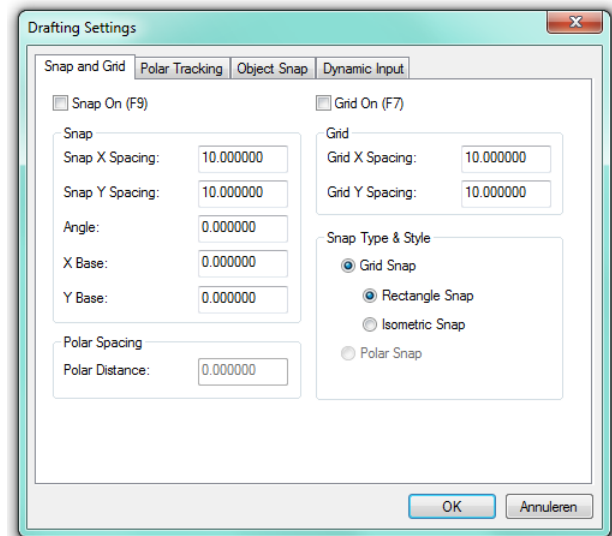 Drafting Settings
Snap and Grid Polar Tracking Object Snap Dynamic Input
Snap On (F9)
Snap
Snap X Spacing: 10.000000
Snap Y Spacing: 10.000000
Angle: 0.000000
X Base: 0.000000
Y Base: 0.000000
Polar Spacing
Polar Distance: 0.000000
Grid On (F7)
Grid
Grid X Spacing: 10.000000
Grid Y Spacing: 10.000000
Snap Type & Style
Grid Snap
Rectangle Snap
Isometric Snap
Polar Snap
OK Annuleren